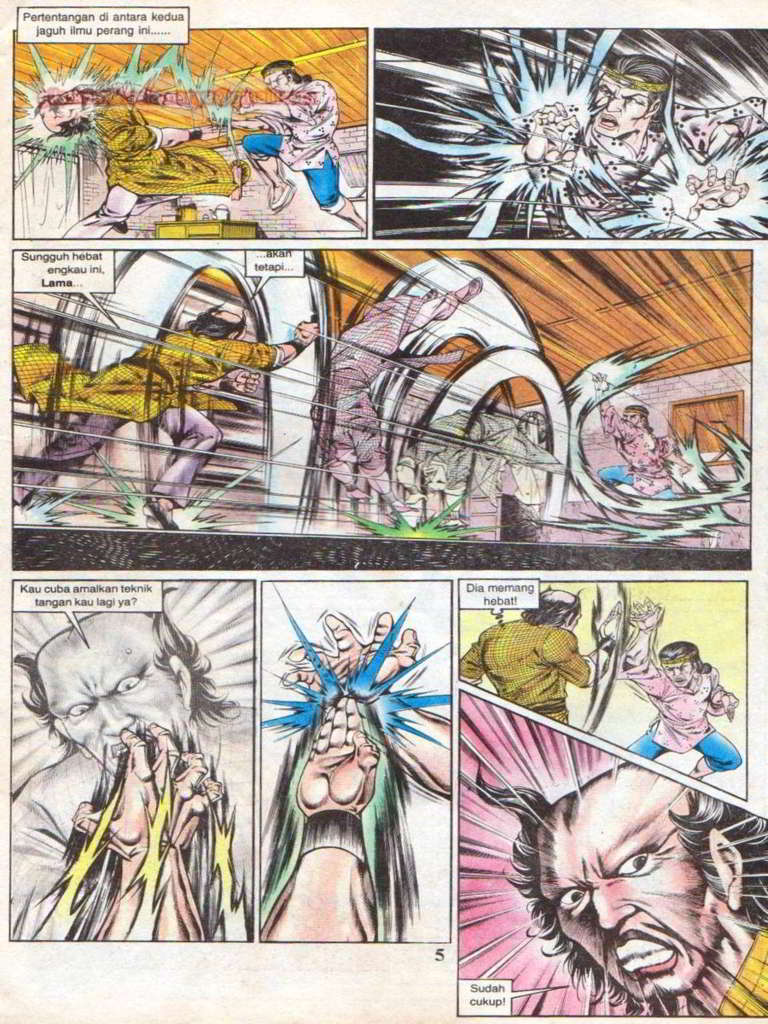 Pertentangan di antara kedua
jaguh ilmu perang ini......
Sungguh hebat
engkau ini,
Lama...
...akan
tetapi...
Kau cuba amalkan teknik
tangan kau lagi ya?
Dia memang
hebat!
Sudah
cukup!
5